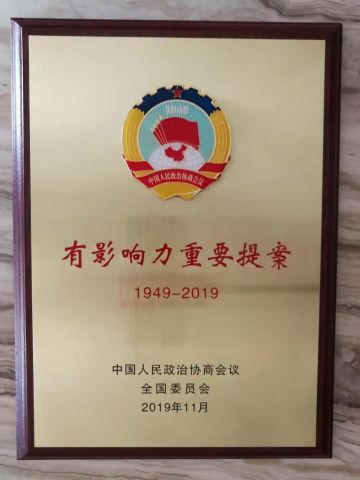 中国人民政治协商会议
有影响力重要提案
1949-2019
中国人民政治协商会议
全国委员会
2019年11月